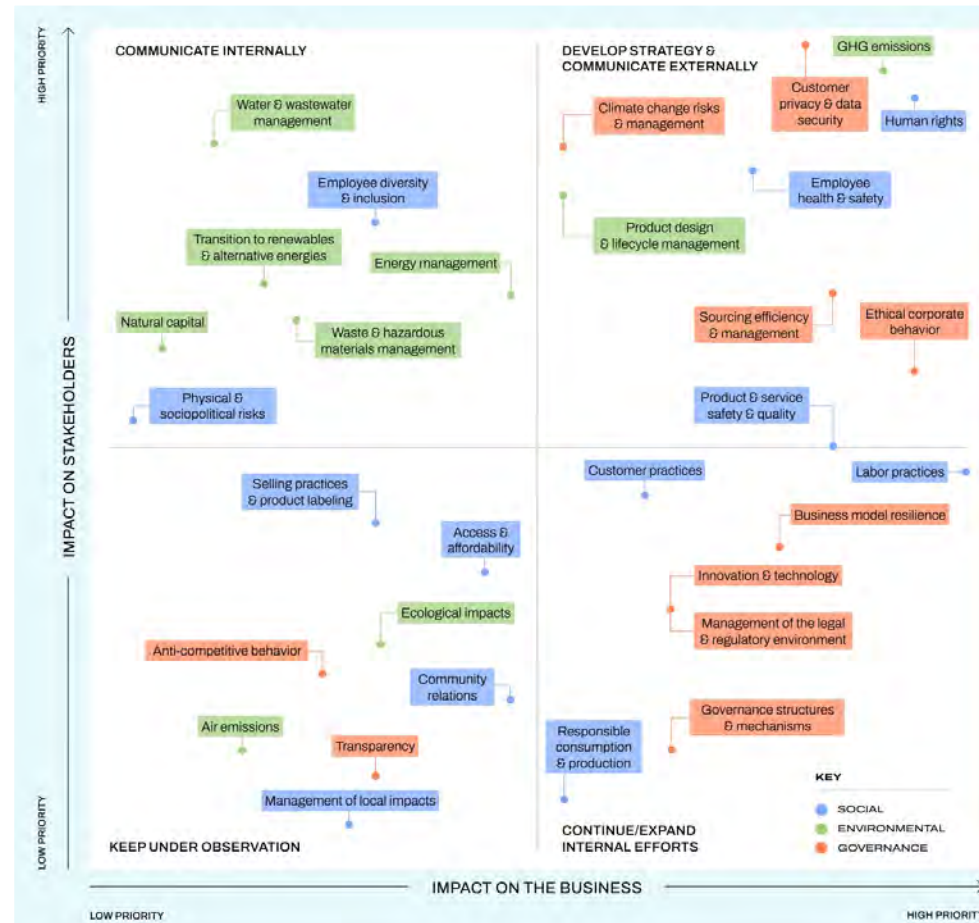 HIGH PRIORITY
IMPACT ON STAKEHOLDERS
LOW PRIORITY
COMMUNICATE INTERNALLY
Water & wastewater
management
Employee diversity
& inclusion
Transition to renewables
& alternative energies
Energy management
Natural capital
Waste & hazardous
materials management
Physical &
sociopolitical risks
DEVELOP STRATEGY &
COMMUNICATE EXTERNALLY
GHG emissions
Customer
privacy & data
security
Climate change risks
& management
Human rights
Employee
health & safety
Product design
& lifecycle management
Sourcing efficiency
& management
Ethical corporate
behavior
Product & service
safety & quality
Selling practices
& product labeling
Access &
affordability
Ecological impacts
Anti-competitive behavior
Community
relations
Air emissions
Transparency
Management of local impacts
KEEP UNDER OBSERVATION
Customer practices
Labor practices
Business model resilience
Innovation & technology
Management of the legal
& regulatory environment
Governance structures
& mechanisms
Responsible
consumption
& production
CONTINUE/EXPAND
INTERNAL EFFORTS
KEY
SOCIAL
ENVIRONMENTAL
GOVERNANCE
IMPACT ON THE BUSINESS
LOW PRIORITY
HIGH PRIORITY